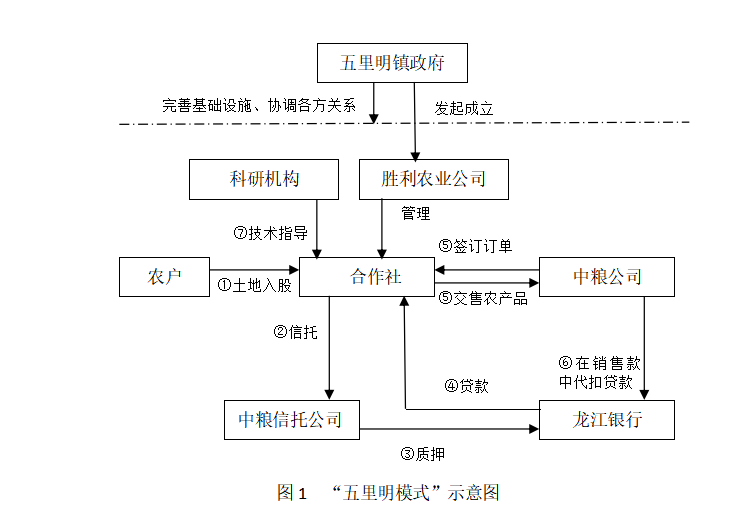 五里明镇政府
完善基础设施、协调各方关系
发起成立
科研机构
胜利农业公司
⑦技术指导
管理
⑤签订订单
农户
①土地入股
合作社
中粮公司
⑤交售农产品
②信托
⑥在销售款
中代扣贷款
④贷款
中粮信托公司
龙江银行
③质押
图1 “五里明模式”示意图